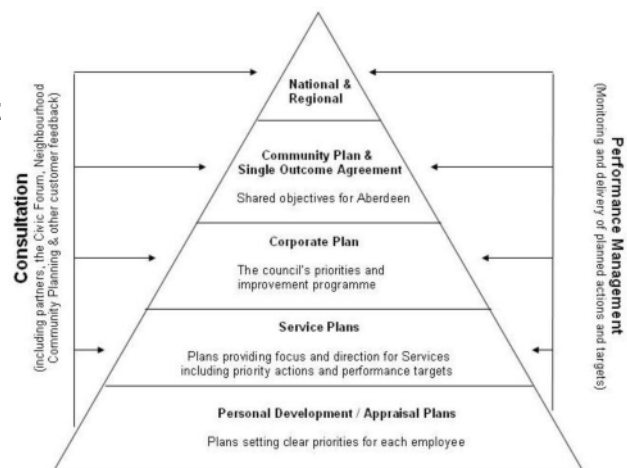 National &
Regional
Community Plan &
Single Outcome Agreement
Shared objectives for Aberdeen
Corporate Plan
The council's priorities and
improvement programme
Service Plans
Plans providing focus and direction for Services
including priority actions and performance targets
Personal Development / Appraisal Plans
Plans setting clear priorities for each employee
Consultation
(including partners, the Civic Forum, Neighbourhood
Community Planning & other customer feedback)
Performance Management
(Monitoring and delivery of planned actions and targets)